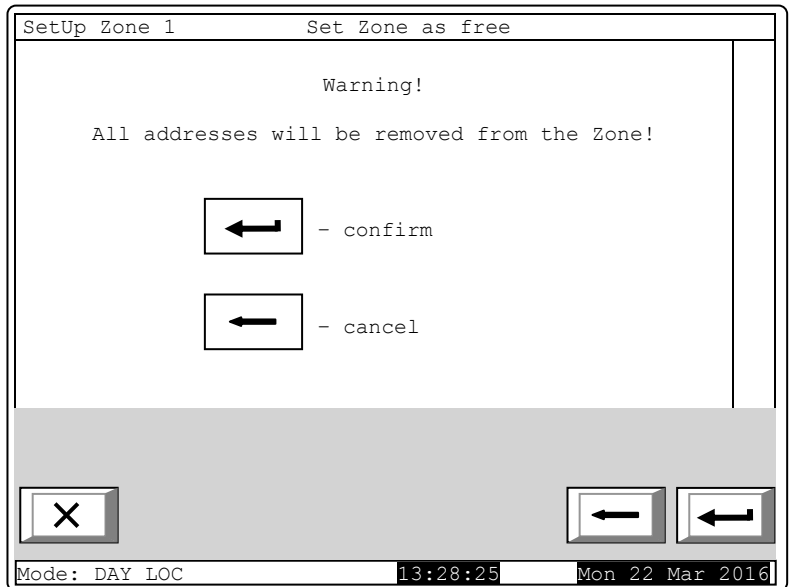 SetUp Zone 1 Set Zone as free
Warning!
All addresses will be removed from the Zone!
- confirm
- cancel
Mode: DAY LOC 13:28:25 Mon 22 Mar 2016